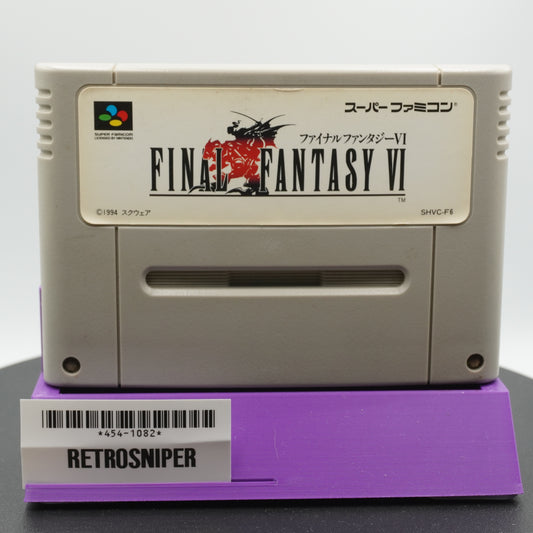 SUPER FAMICOM
LICENSED BY NINTENDO
スーパーファミコン®
ファイナルファンタジーVI
FINAL FANTASY VI
TM
©1994 スクウェア
SHVC-F6
*454-1082*
RETROSNIPER